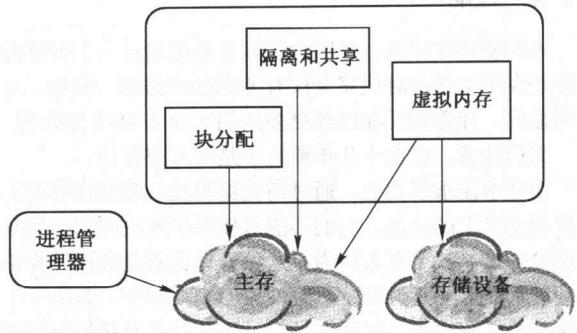 隔离和共享
虚拟内存
块分配
进程管
理器
主存
存储设备